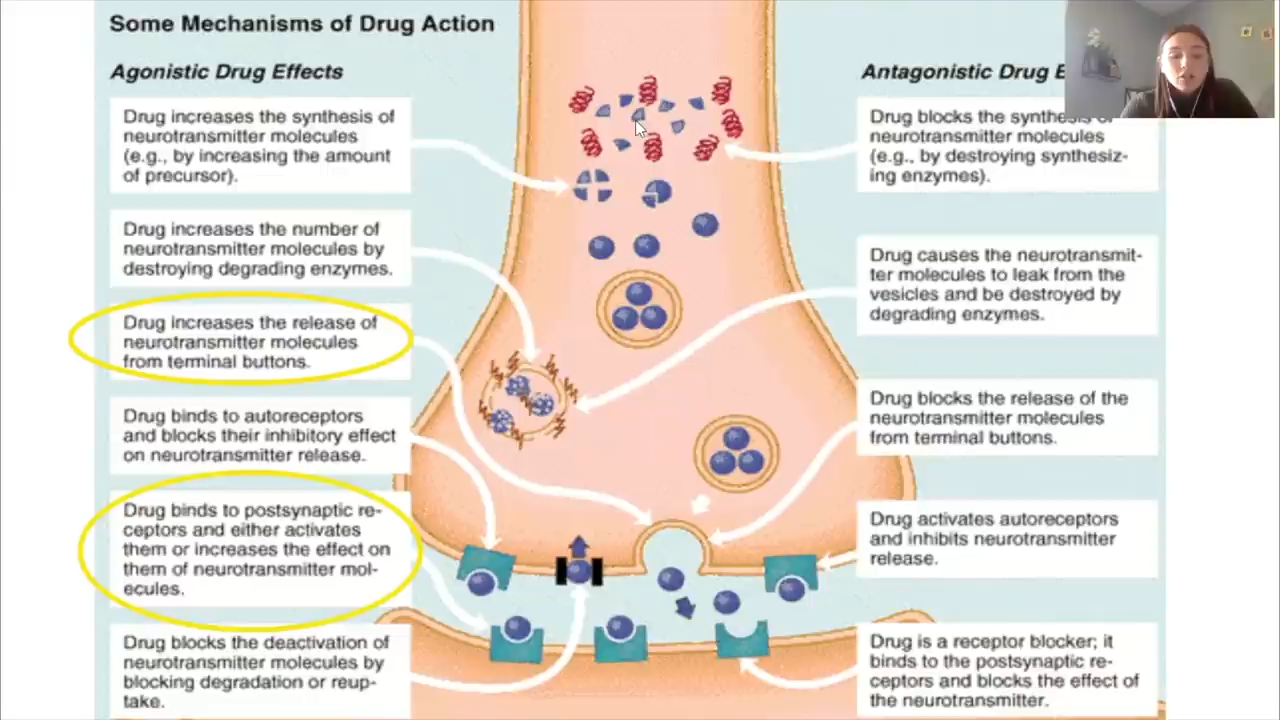 Some Mechanisms of Drug Action
Agonistic Drug Effects
Drug increases the synthesis of
neurotransmitter molecules
(e.g., by increasing the amount
of precursor).
Drug increases the number of
neurotransmitter molecules by
destroying degrading enzymes.
Drug increases the release of
neurotransmitter molecules
from terminal buttons.
Drug binds to autoreceptors
and blocks their inhibitory effect
on neurotransmitter release.
Drug binds to postsynaptic re-
ceptors and either activates
them or increases the effect on
them of neurotransmitter mol-
ecules.
Drug blocks the deactivation of
neurotransmitter molecules by
blocking degradation or reup-
take.
Antagonistic Drug E
Drug blocks the synthesis of
neurotransmitter molecules
(e.g., by destroying synthesiz-
ing enzymes).
Drug causes the neurotransmit-
ter molecules to leak from the
vesicles and be destroyed by
degrading enzymes.
Drug blocks the release of the
neurotransmitter molecules
from terminal buttons.
Drug activates autoreceptors
and inhibits neurotransmitter
release.
Drug is a receptor blocker; it
binds to the postsynaptic re-
ceptors and blocks the effect of
the neurotransmitter.